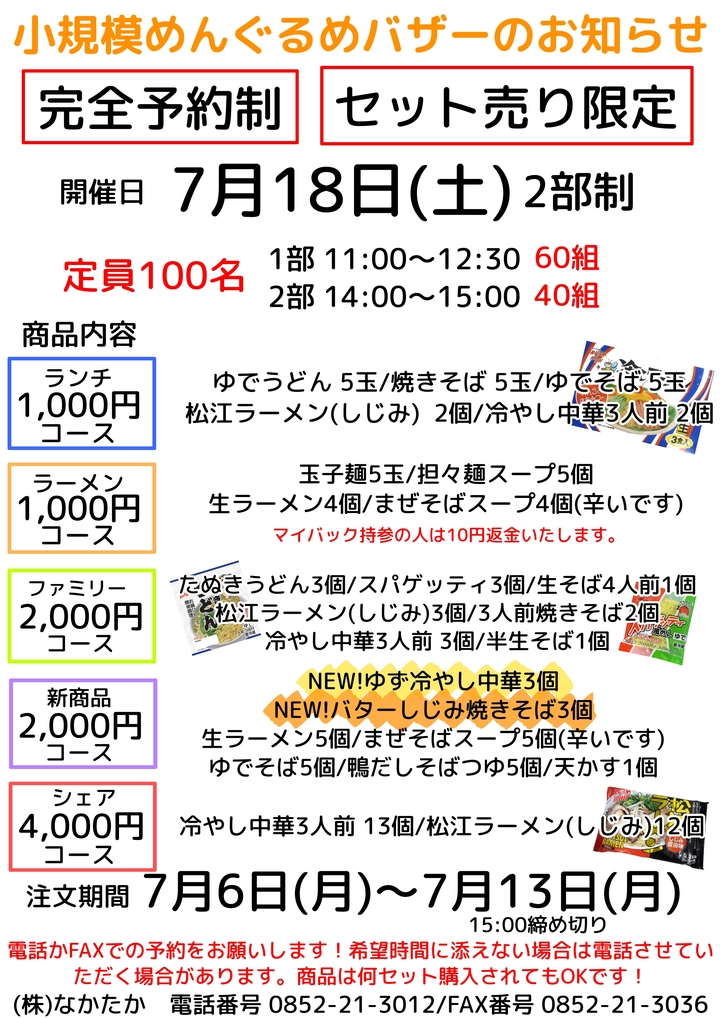 小規模めんぐるめバザーのお知らせ
完全予約制
セット売り限定
開催日 7月18日(土) 2部制
定員100名
1部 11:00～12:30 60組
2部 14:00～15:00 40組
商品内容
ランチ
1,000円
コース
ゆでうどん 5玉/焼きそば 5玉/ゆでそば 5玉
松江ラーメン(しじみ) 2個/冷やし中華3人前 2個
生
3食入
ラーメン
1,000円
コース
玉子麺5玉/担々麺スープ5個
生ラーメン4個/まぜそばスープ4個(辛いです)
マイバック持参の人は10円返金いたします。
ファミリー
2,000円
コース
たぬきうどん3個/スパゲッティ3個/生そば4人前1個
松江ラーメン(しじみ)3個/3人前焼きそば2個
冷やし中華3人前 3個/半生そば1個
新商品
2,000円
コース
NEW!ゆず冷やし中華3個
NEW!バターしじみ焼きそば3個
生ラーメン5個/まぜそばスープ5個(辛いです)
ゆでそば5個/鴨だしそばつゆ5個/天かす1個
シェア
4,000円
コース
冷やし中華3人前 13個/松江ラーメン(しじみ)12個
注文期間 7月6日(月)～7月13日(月)
15:00締め切り
電話かFAXでの予約をお願いします！希望時間に添えない場合は電話させてい
ただく場合があります。商品は何セット購入されてもOKです！
(株)なかたか 電話番号 0852-21-3012/FAX番号 0852-21-3036